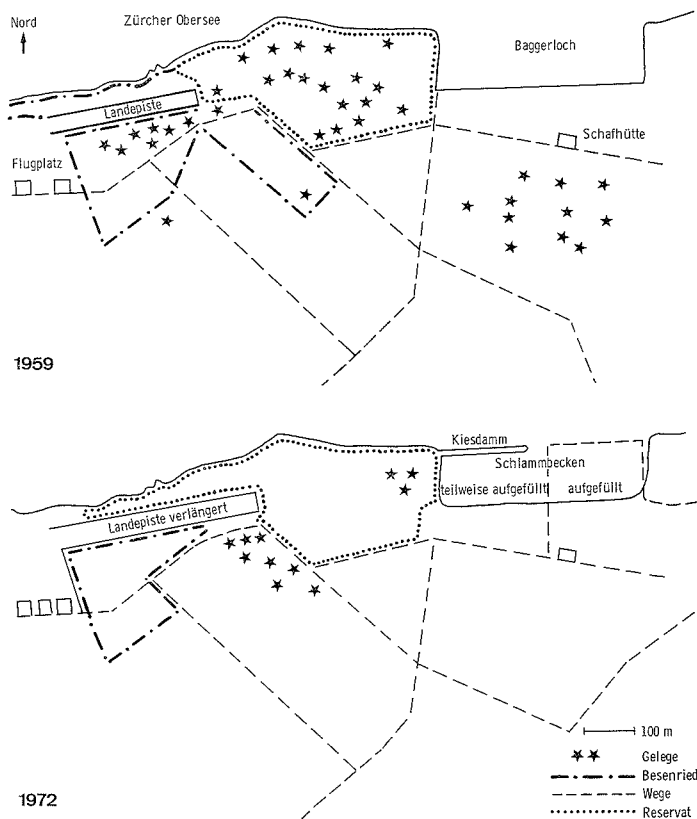 Nord
Zürcher Obersee
Baggerloch
Landepiste
Schafhütte
Flugplatz
1959
Kiesdamm
Schlammbecken
teilweise aufgefüllt
aufgefüllt
Landepiste verlängert
100 m
Gelege
Besenried
Wege
1972
Reservat